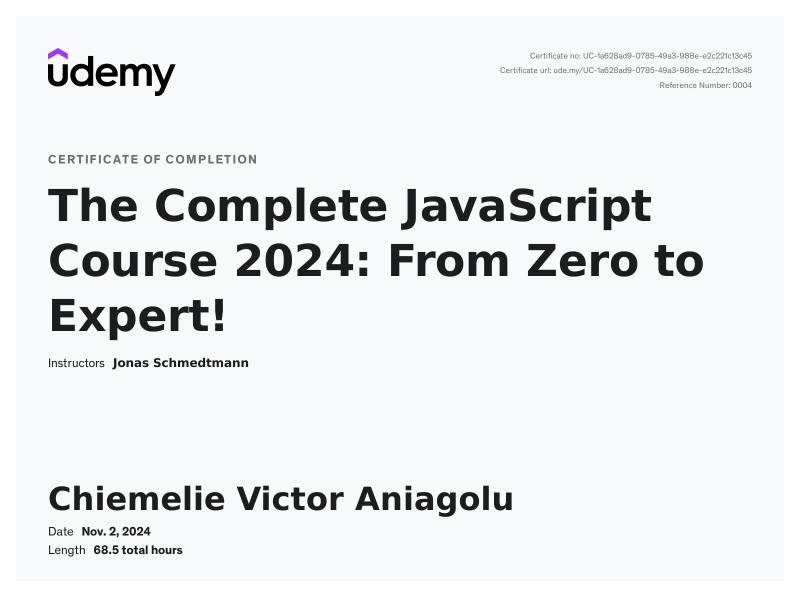 udemy
Certificate no: UC-1a628ad9-0785-49a3-988e-e2c221c13c45
Certificate url: ude.my/UC-1a628ad9-0785-49a3-988e-e2c221c13c45
Reference Number: 0004
CERTIFICATE OF COMPLETION
The Complete JavaScript
Course 2024: From Zero to
Expert!
Instructors Jonas Schmedtmann
Chiemelie Victor Aniagolu
Date Nov. 2, 2024
Length 68.5 total hours